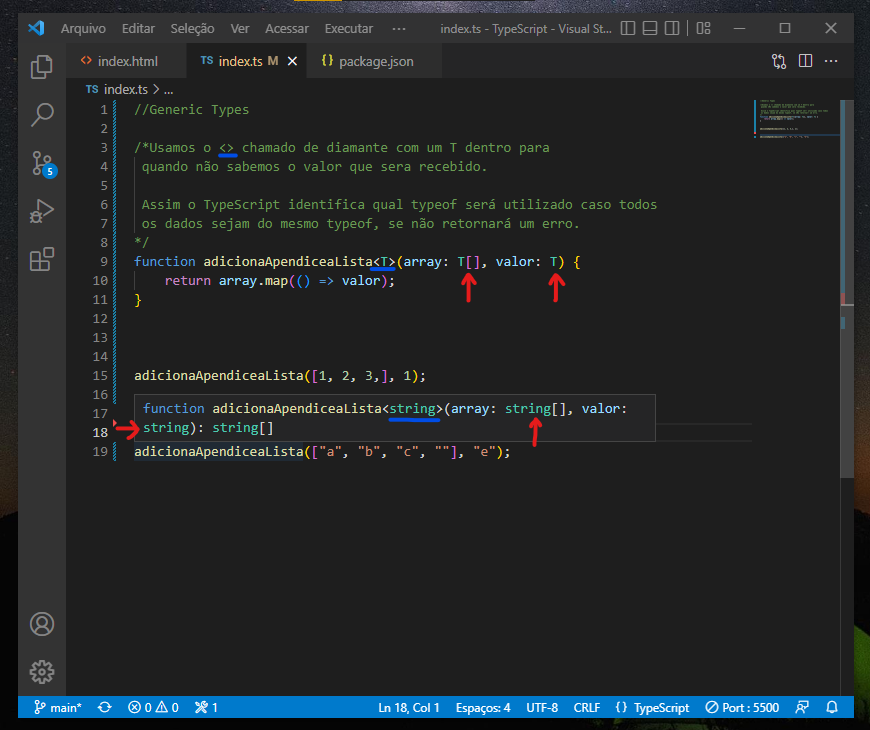 Arquivo Editar Seleção Ver Acessar Executar ··· index.ts - TypeScript - Visual St...
<> index.html TS index.ts M {} package.json
TS index.ts > ...
1 //Generic Types
2
3 /*Usamos o <> chamado de diamante com um T dentro para
4 quando não sabemos o valor que sera recebido.
5
6 Assim o TypeScript identifica qual typeof será utilizado caso todos
7 os dados sejam do mesmo typeof, se não retornará um erro.
8 */
9 function adicionaApendiceaLista<T>(array: T[], valor: T) {
10 return array.map(() => valor);
11 }
12
13
14
15 adicionaApendiceaLista([1, 2, 3,], 1);
16
function adicionaApendiceaLista<string>(array: string[], valor:
17
string): string[]
18
19 adicionaApendiceaLista(["a", "b", "c", ""], "e");
5
main* 0 0 1 Ln 18, Col 1 Espaços: 4 UTF-8 CRLF {} TypeScript Port : 5500